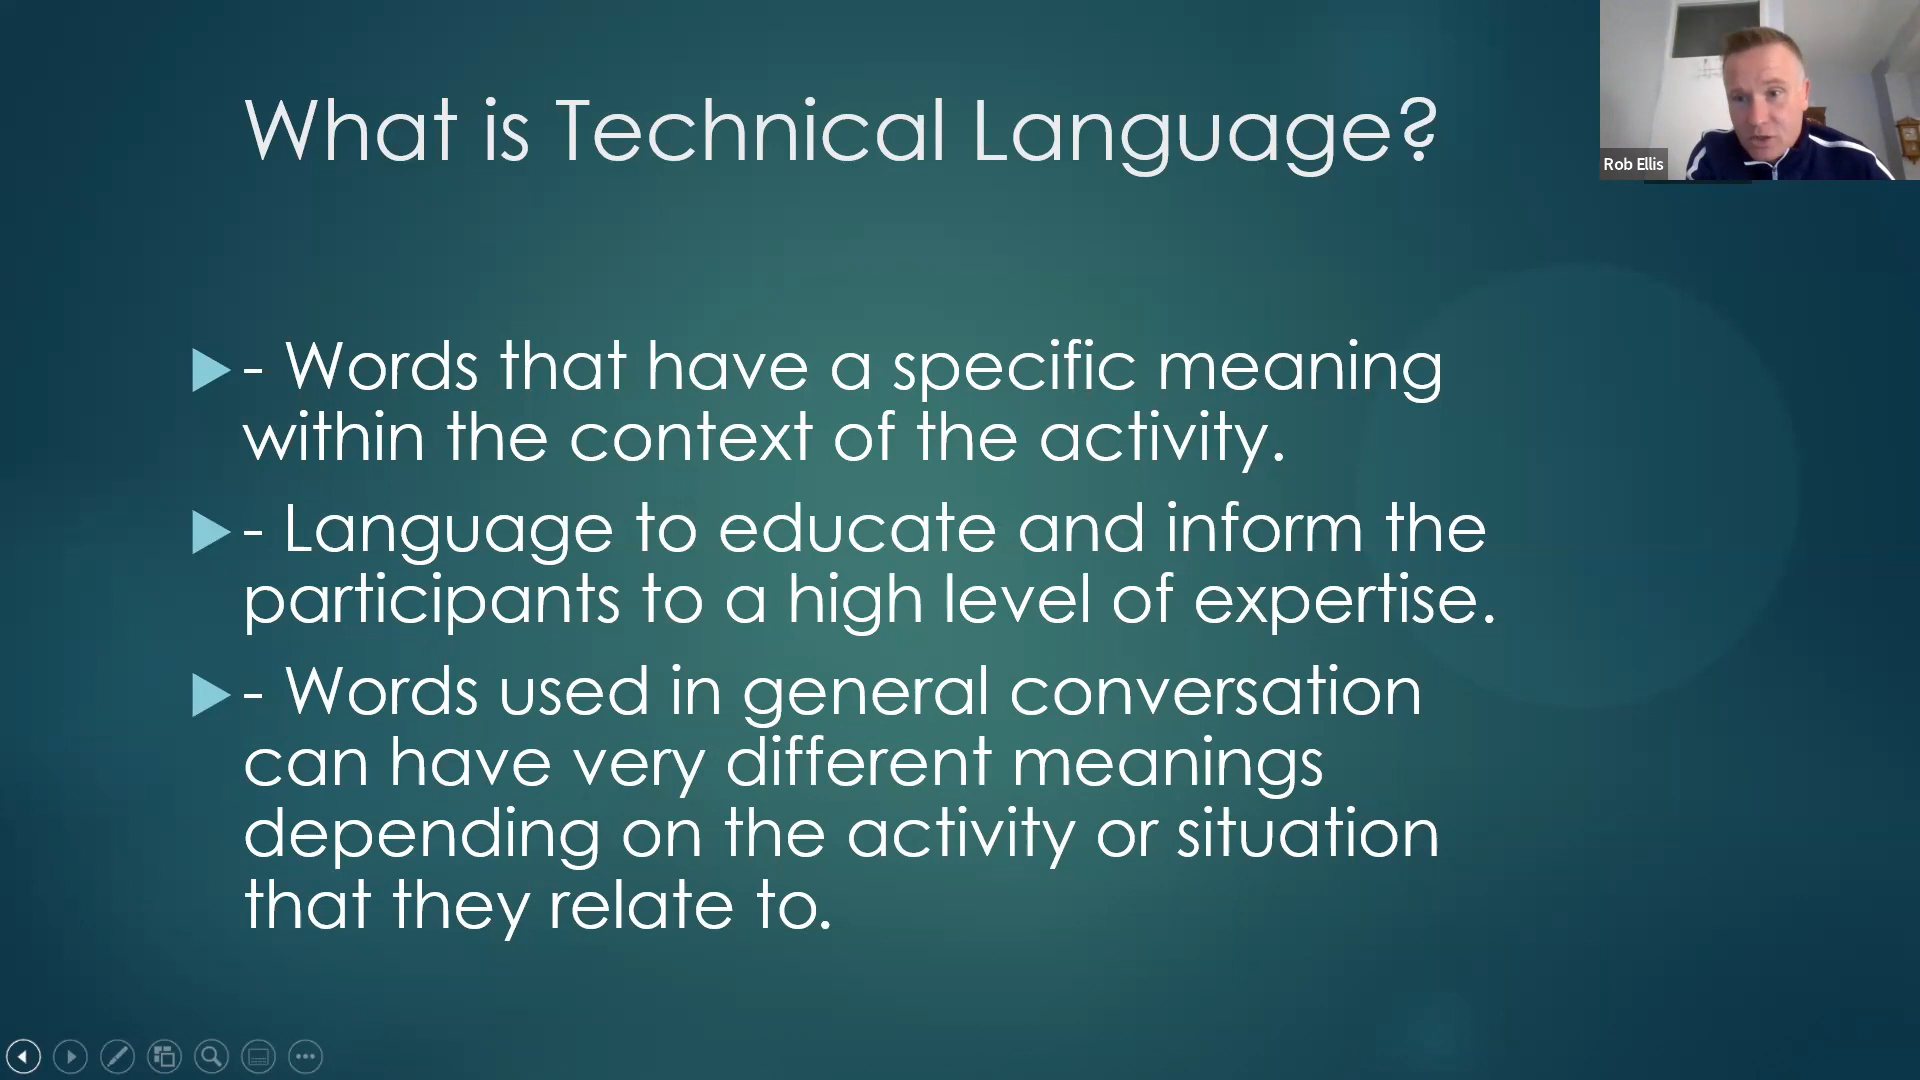 What is Technical Language?
Rob Ellis
- Words that have a specific meaning
within the context of the activity.
- Language to educate and inform the
participants to a high level of expertise.
- Words used in general conversation
can have very different meanings
depending on the activity or situation
that they relate to.